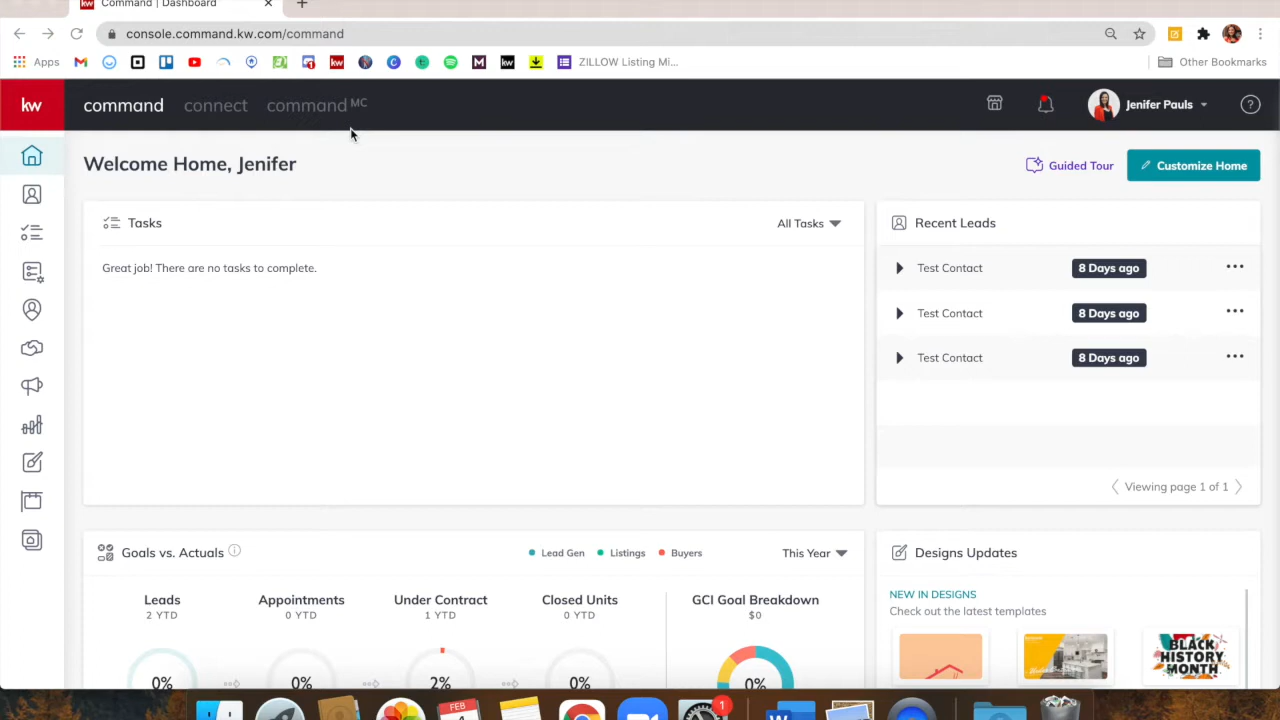 Command | Dashboard
console.command.kw.com/command
Apps
ZILLOW Listing Mi...
Other Bookmarks
kw
command
connect
command MC
Jenifer Pauls
Welcome Home, Jenifer
Guided Tour
Customize Home
Tasks
All Tasks
Great job! There are no tasks to complete.
Recent Leads
Test Contact
8 Days ago
Test Contact
8 Days ago
Test Contact
8 Days ago
Viewing page 1 of 1
Goals vs. Actuals
Lead Gen
Listings
Buyers
This Year
Leads
2 YTD
0%
Appointments
0 YTD
0%
Under Contract
1 YTD
2%
Closed Units
0 YTD
0%
GCI Goal Breakdown
$0
0%
Designs Updates
NEW IN DESIGNS
Check out the latest templates
BLACK
HISTORY
MONTH
FEB
1